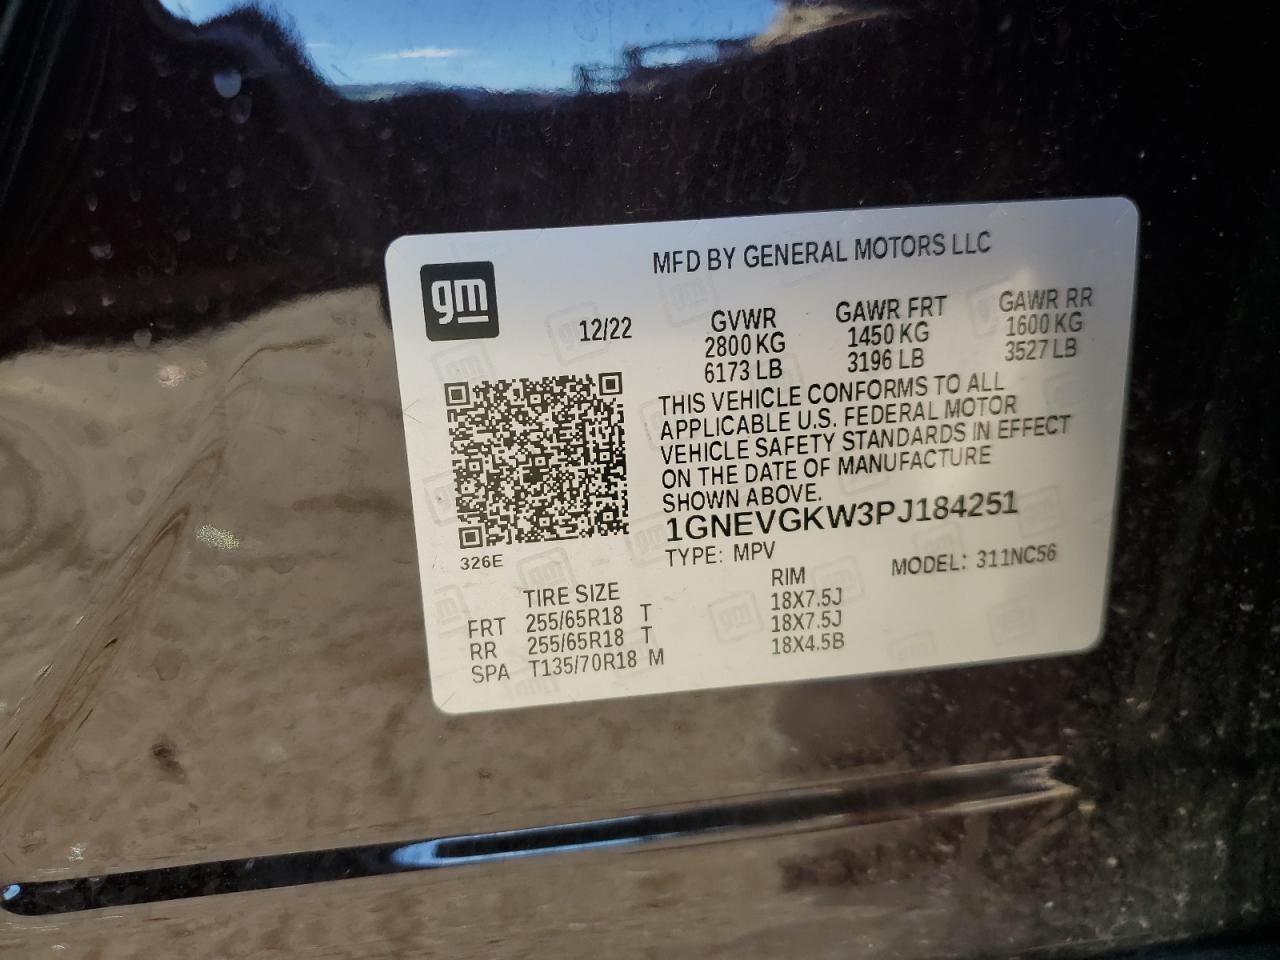 MFD BY GENERAL MOTORS LLC
gm
12/22
GVWR GAWR FRT GAWR RR
2800 KG 1450 KG 1600 KG
6173 LB 3196 LB 3527 LB
THIS VEHICLE CONFORMS TO ALL
APPLICABLE U.S. FEDERAL MOTOR
VEHICLE SAFETY STANDARDS IN EFFECT
ON THE DATE OF MANUFACTURE
SHOWN ABOVE.
1GNEVGKW3PJ184251
326E
TYPE: MPV MODEL: 311NC56
TIRE SIZE RIM
FRT 255/65R18 T 18X7.5J
RR 255/65R18 T 18X7.5J
SPA T135/70R18 M 18X4.5B